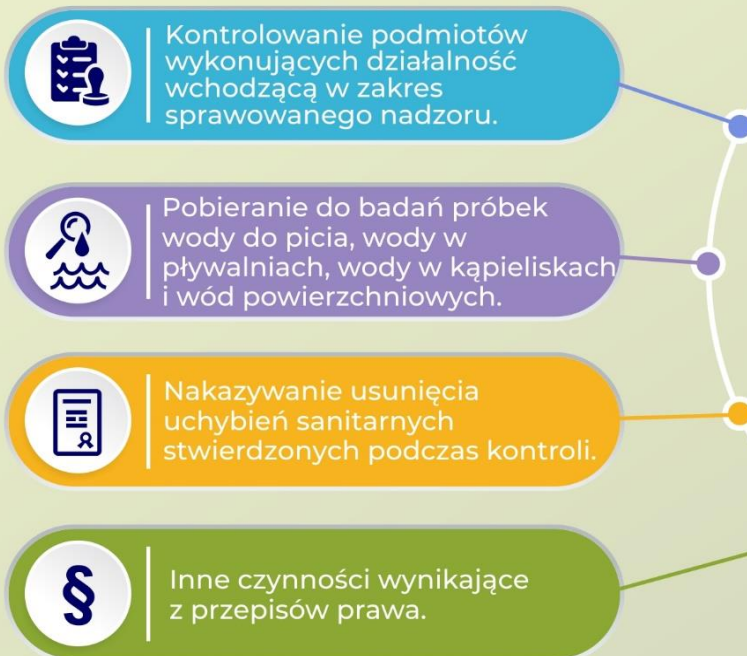 Kontrolowanie podmiotów
wykonujących działalność
wchodzącą w zakres
sprawowanego nadzoru.
Pobieranie do badań próbek
wody do picia, wody w
pływalniach, wody w kąpieliskach
i wód powierzchniowych.
Nakazywanie usunięcia
uchybień sanitarnych
stwierdzonych podczas kontroli.
§
Inne czynności wynikające
z przepisów prawa.